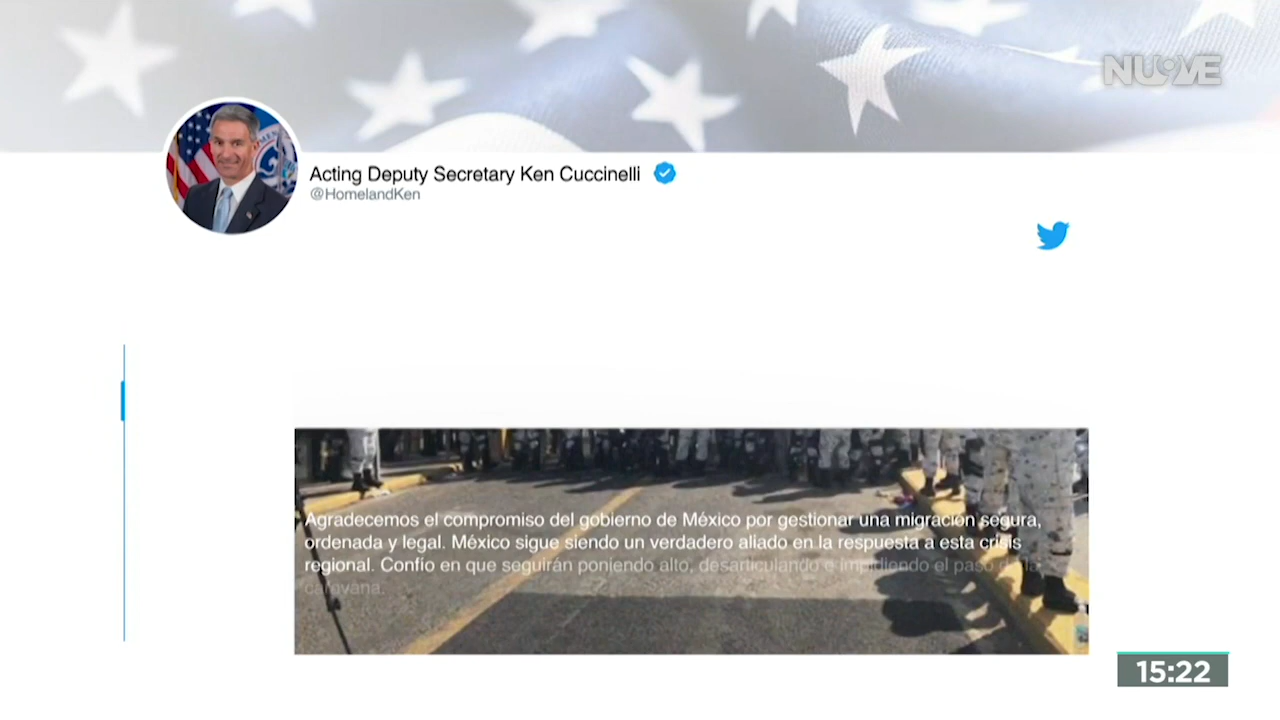 NU9VE
Acting Deputy Secretary Ken Cuccinelli
@HomelandKen
Agradecemos el compromiso del gobierno de México por gestionar una migración segura,
ordenada y legal. México sigue siendo un verdadero aliado en la respuesta a esta crisis
regional. Confío en que seguirán poniendo alto, desarticulando e impidiendo el paso de la
caravana.
15:22